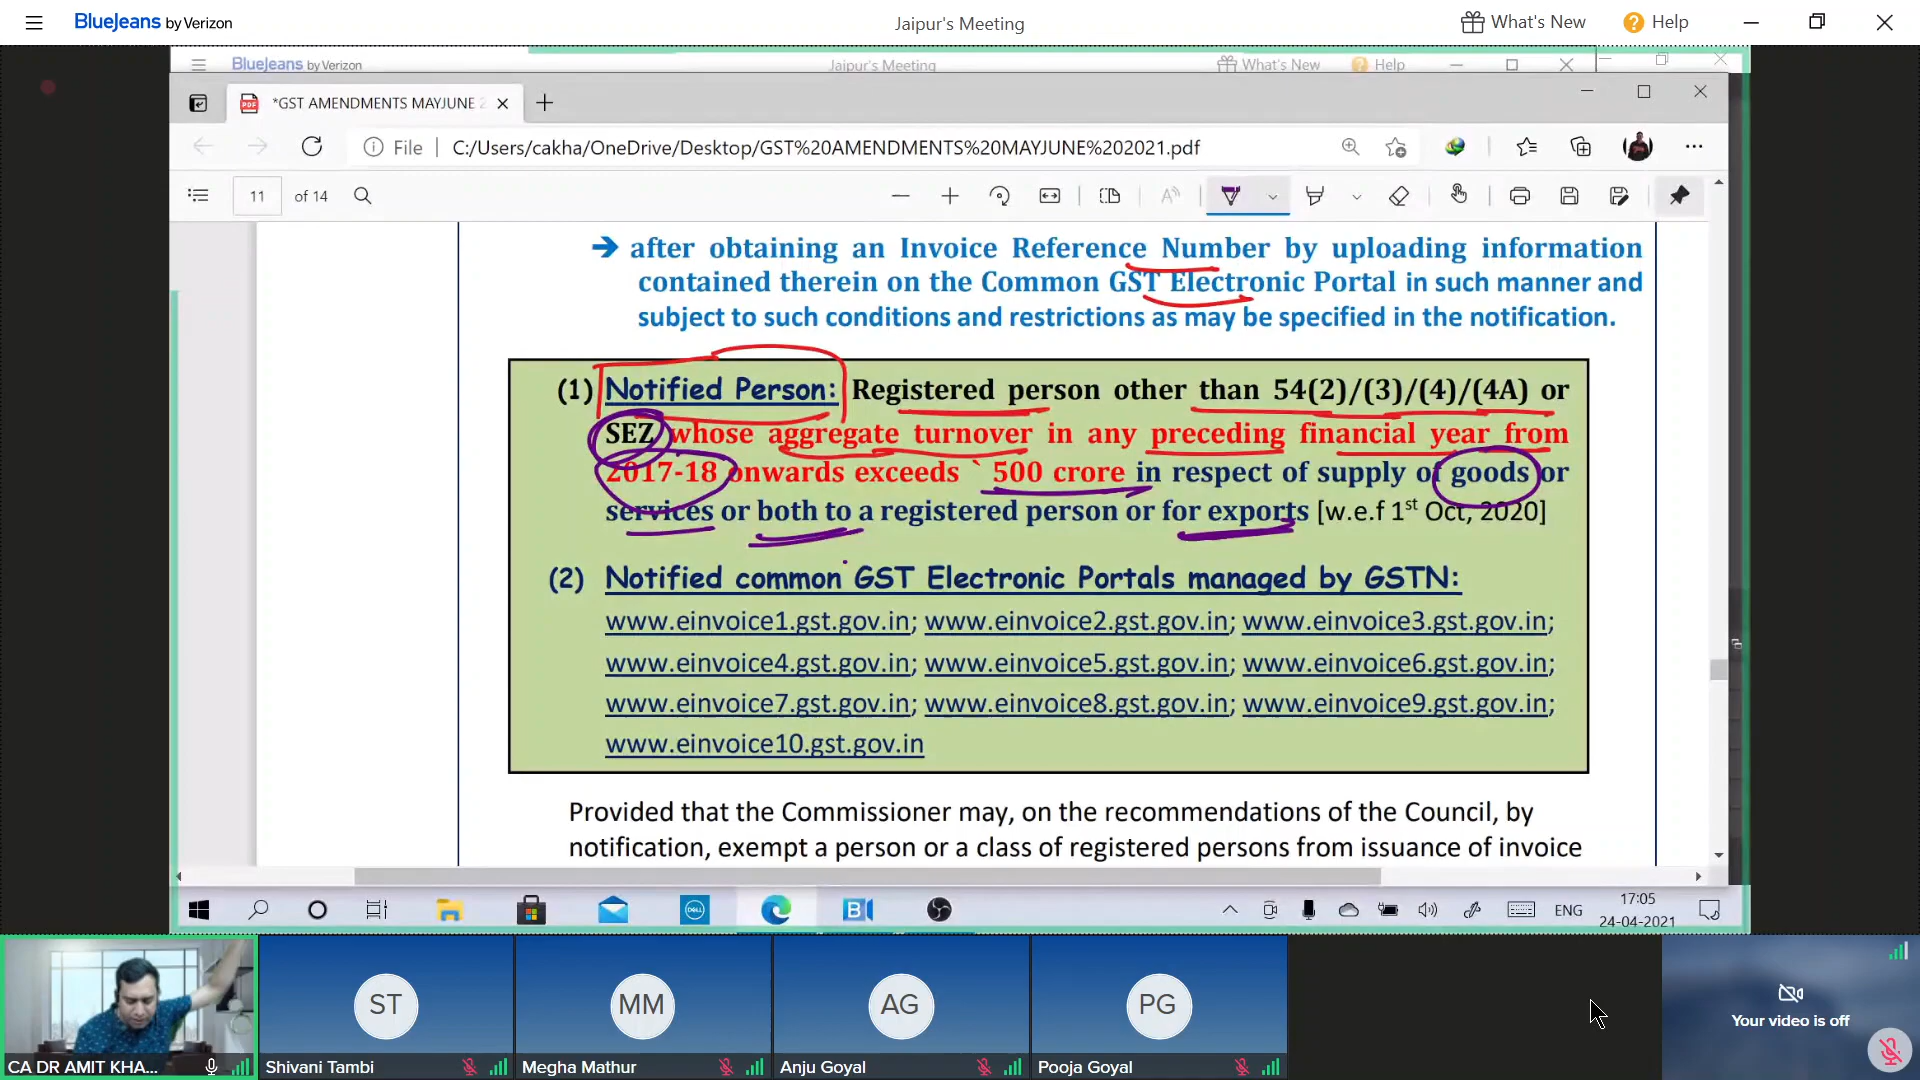 BlueJeans by Verizon
Jaipur's Meeting
What's New
Help
BlueJeans by Verizon
Jaipur's Meeting
What's New
Help
*GST AMENDMENTS MAYJUNE 2
File
C:/Users/cakha/OneDrive/Desktop/GST%20AMENDMENTS%20MAYJUNE%202021.pdf
11 of 14
➔ after obtaining an Invoice Reference Number by uploading information
contained therein on the Common GST Electronic Portal in such manner and
subject to such conditions and restrictions as may be specified in the notification.
(1) Notified Person: Registered person other than 54(2)/(3)/(4)/(4A) or
SEZ whose aggregate turnover in any preceding financial year from
2017-18 onwards exceeds ` 500 crore in respect of supply of goods or
services or both to a registered person or for exports [w.e.f 1st Oct, 2020]
(2) Notified common GST Electronic Portals managed by GSTN:
www.einvoice1.gst.gov.in; www.einvoice2.gst.gov.in; www.einvoice3.gst.gov.in;
www.einvoice4.gst.gov.in; www.einvoice5.gst.gov.in; www.einvoice6.gst.gov.in;
www.einvoice7.gst.gov.in; www.einvoice8.gst.gov.in; www.einvoice9.gst.gov.in;
www.einvoice10.gst.gov.in
Provided that the Commissioner may, on the recommendations of the Council, by
notification, exempt a person or a class of registered persons from issuance of invoice
DELL
B
ENG
17:05
24-04-2021
ST
MM
AG
PG
Your video is off
CA DR AMIT KHA...
Shivani Tambi
Megha Mathur
Anju Goyal
Pooja Goyal